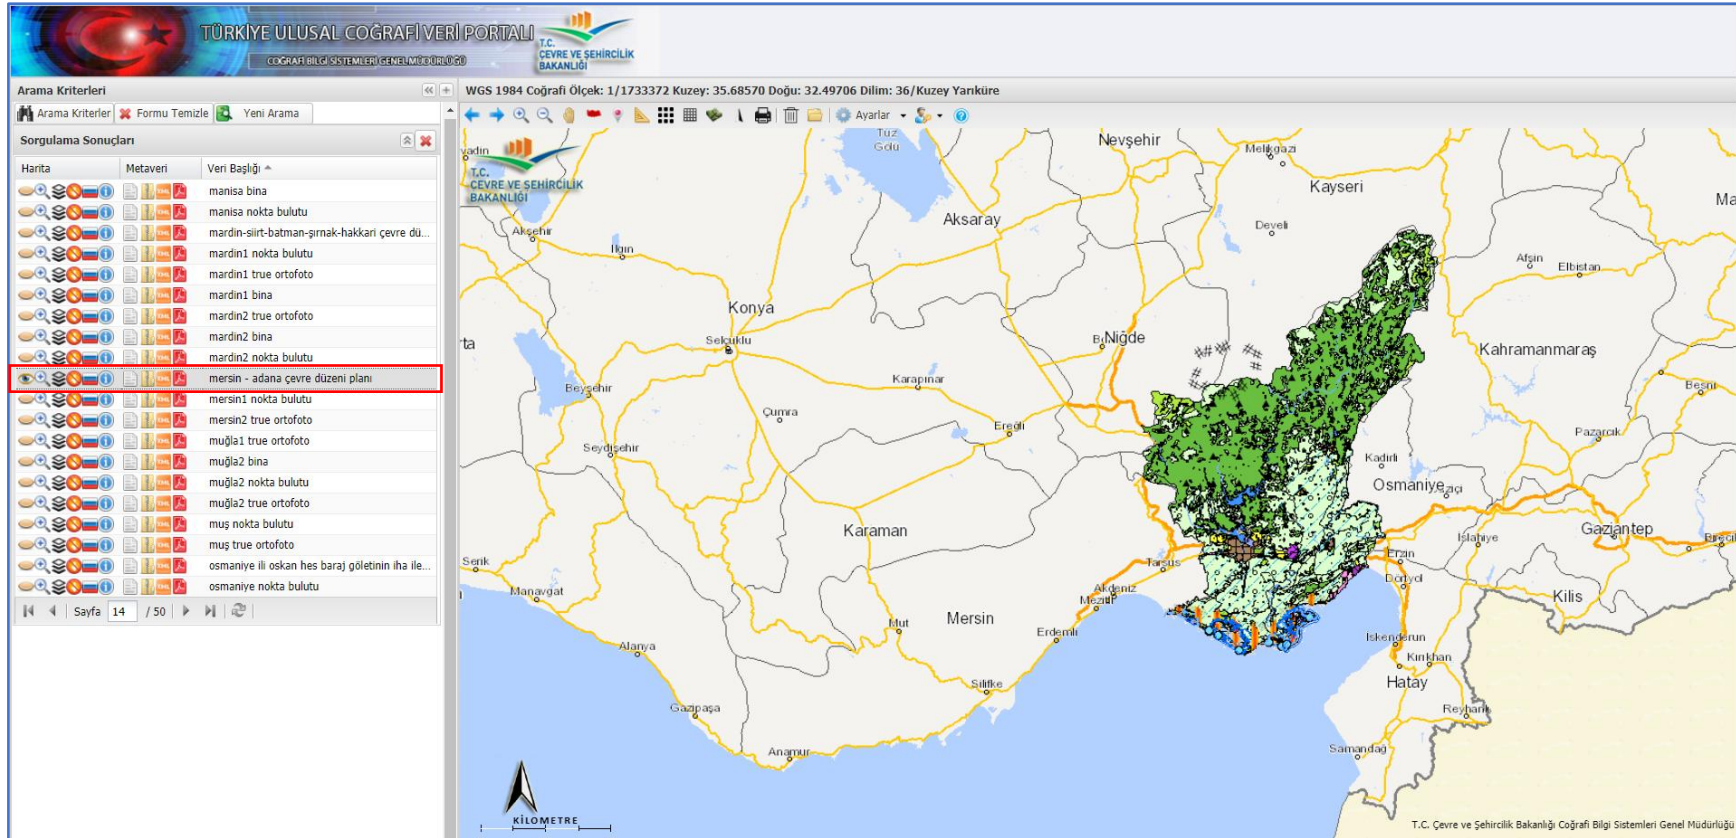 TÜRKİYE ULUSAL COĞRAFİ VERİ PORTALI
COĞRAFİ BİLGİ SİSTEMLERİ GENEL MÜDÜRLÜĞÜ
T.C.
ÇEVRE VE ŞEHİRCİLİK
BAKANLIĞI
Arama Kriterleri
WGS 1984 Coğrafi Ölçek: 1/1733372 Kuzey: 35.68570 Doğu: 32.49706 Dilim: 36/Kuzey Yarıküre
Arama Kriterler Formu Temizle Yeni Arama
Ayarlar
Sorgulama Sonuçları
Harita Metaveri Veri Başlığı
manisa bina
manisa nokta bulutu
mardin-siirt-batman-şırnak-hakkari çevre dü...
mardin1 nokta bulutu
mardin1 true ortofoto
mardin1 bina
mardin2 true ortofoto
mardin2 bina
mardin2 nokta bulutu
mersin - adana çevre düzeni planı
mersin1 nokta bulutu
mersin2 true ortofoto
muğla1 true ortofoto
muğla2 bina
muğla2 nokta bulutu
muğla2 true ortofoto
muş nokta bulutu
muş true ortofoto
osmaniye ili oskan hes baraj göletinin iha ile...
osmaniye nokta bulutu
Sayfa 14 / 50
T.C.
ÇEVRE VE ŞEHİRCİLİK
BAKANLIĞI
Tuz
Gölü
Nevşehir
Melikgazi
Kayseri
Aksaray
Develi
Akşehir
Ilgın
Afşin
Elbistan
Konya
Selçuklu
Niğde
Kahramanmaraş
Beyşehir
Karapınar
Besni
Çumra
Ereğli
Seydişehir
Pazarcık
Kadirli
Osmaniye
Karaman
Gaziantep
Islahiye
Serik
Tarsus
Erzin
Dörtyol
Manavgat
Akdeniz
Mezitli
Kilis
Mersin
Mut
Erdemli
İskenderun
Alanya
Kırıkhan
Hatay
Silifke
Gazipaşa
Samandağ
Anamur
KİLOMETRE
T.C. Çevre ve Şehircilik Bakanlığı Coğrafi Bilgi Sistemleri Genel Müdürlüğü